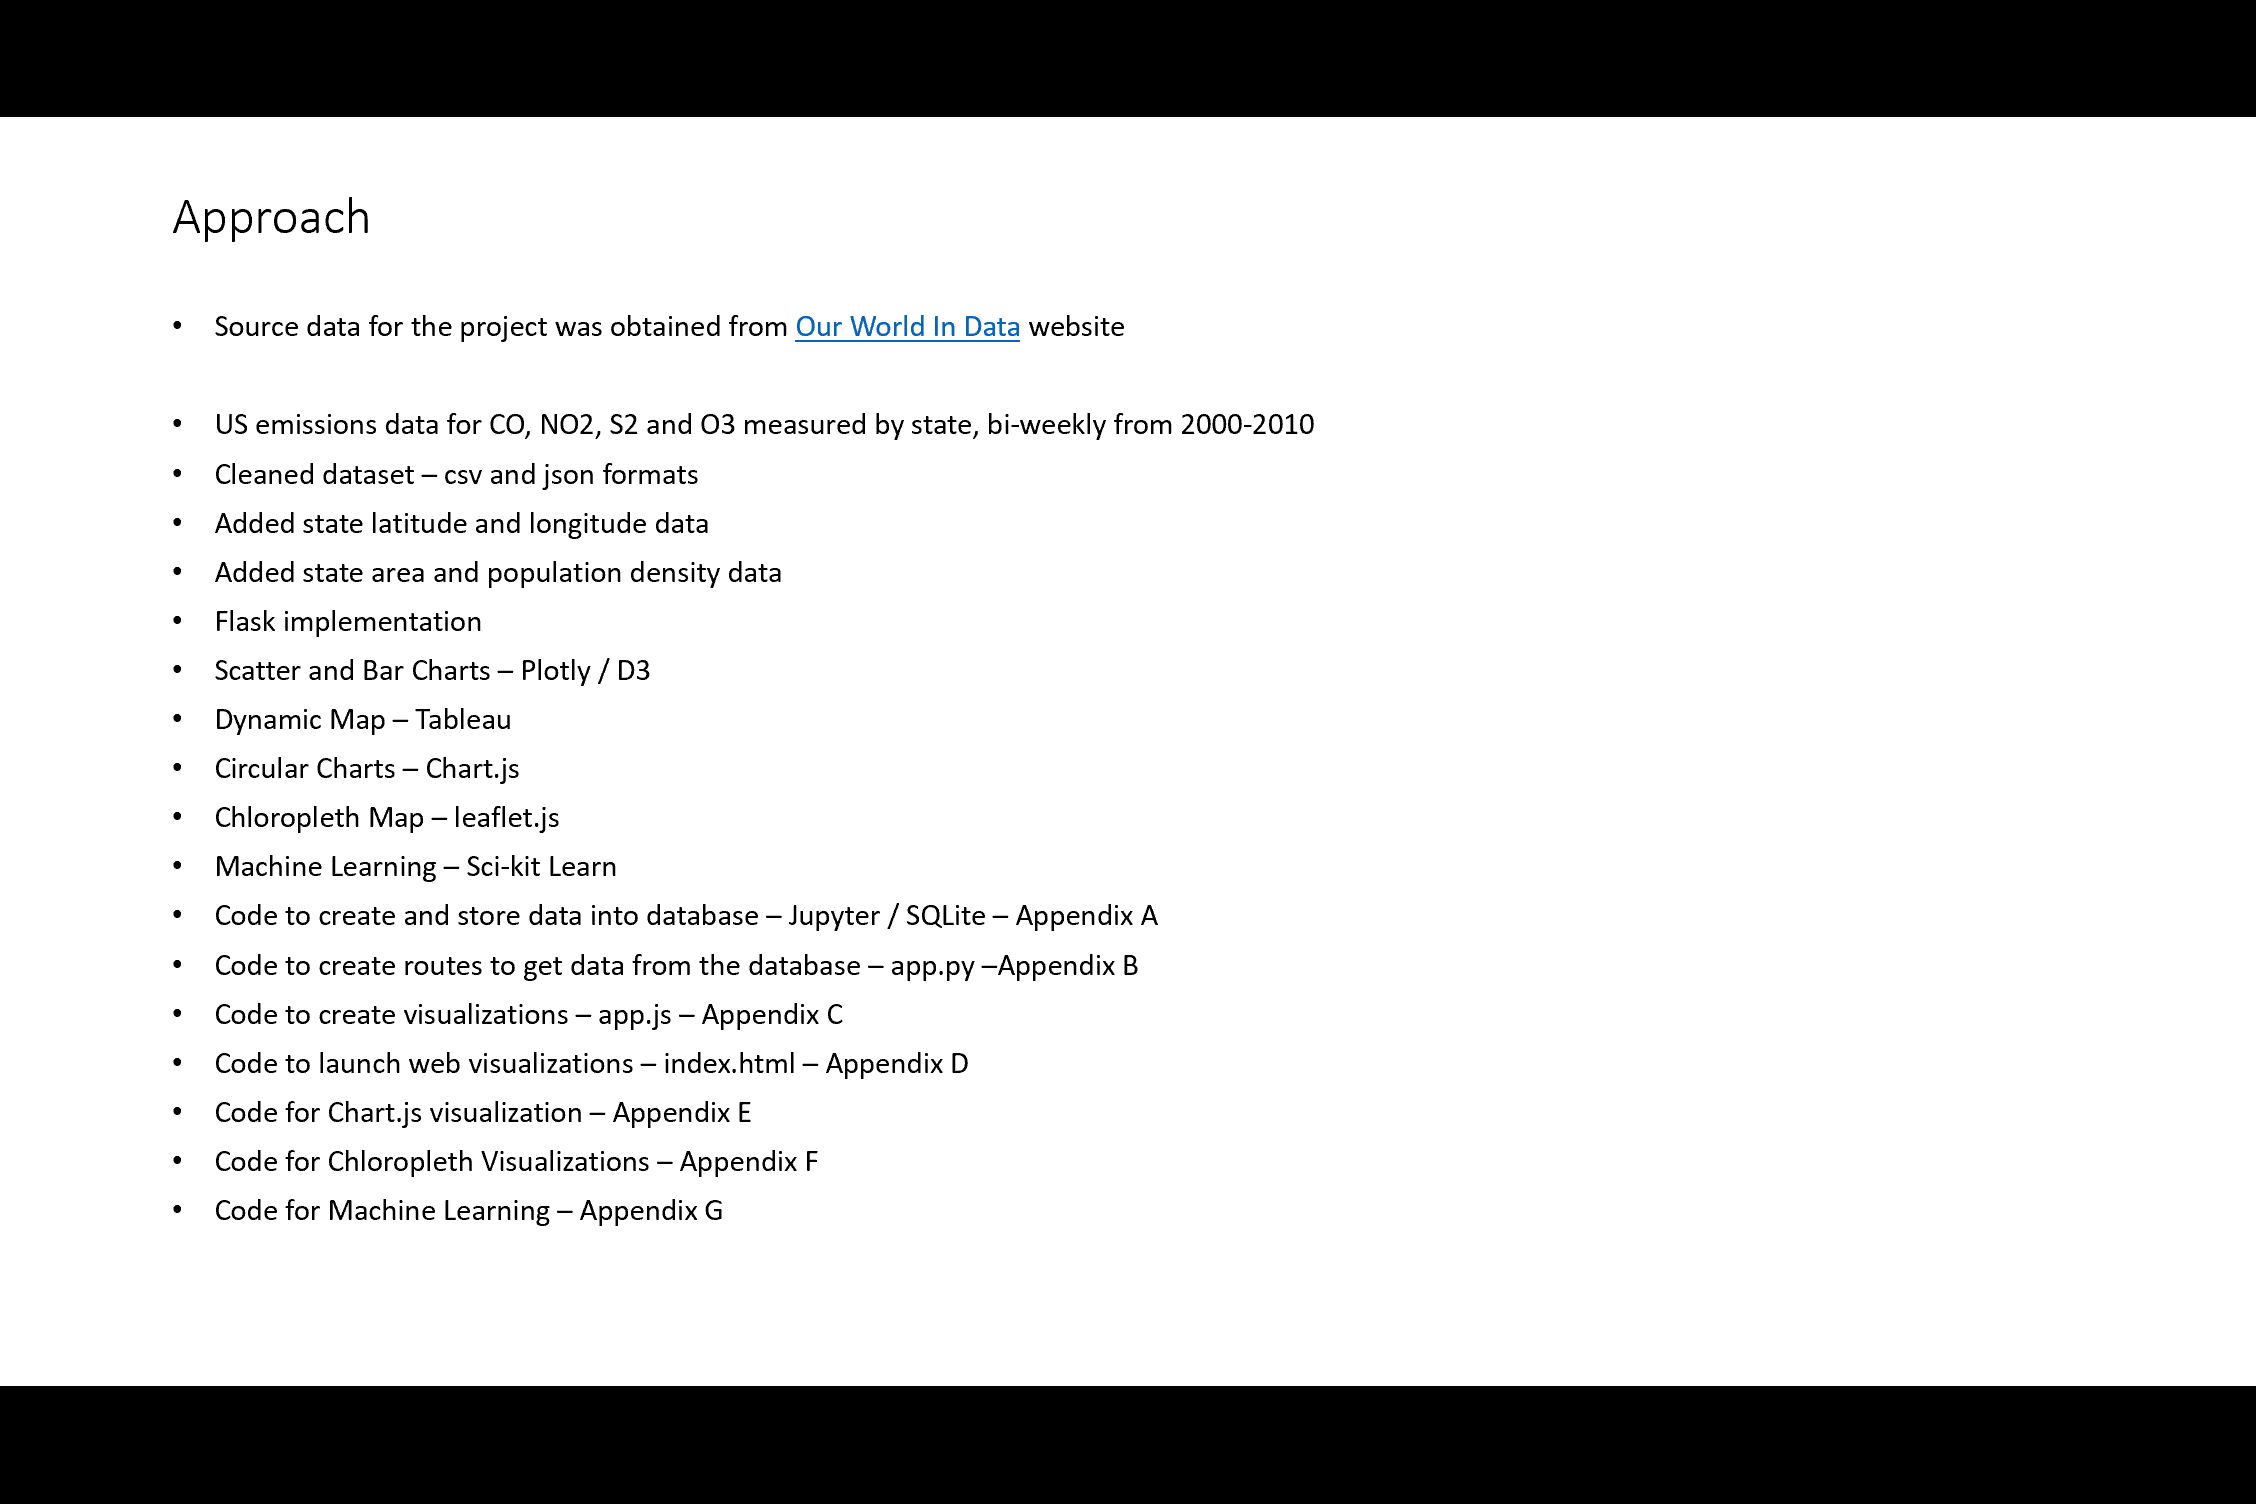 Approach
• Source data for the project was obtained from Our World In Data website
• US emissions data for CO, NO2, S2 and O3 measured by state, bi-weekly from 2000-2010
• Cleaned dataset – csv and json formats
• Added state latitude and longitude data
• Added state area and population density data
• Flask implementation
• Scatter and Bar Charts – Plotly / D3
• Dynamic Map – Tableau
• Circular Charts – Chart.js
• Chloropleth Map – leaflet.js
• Machine Learning – Sci-kit Learn
• Code to create and store data into database – Jupyter / SQLite – Appendix A
• Code to create routes to get data from the database – app.py –Appendix B
• Code to create visualizations – app.js – Appendix C
• Code to launch web visualizations – index.html – Appendix D
• Code for Chart.js visualization – Appendix E
• Code for Chloropleth Visualizations – Appendix F
• Code for Machine Learning – Appendix G